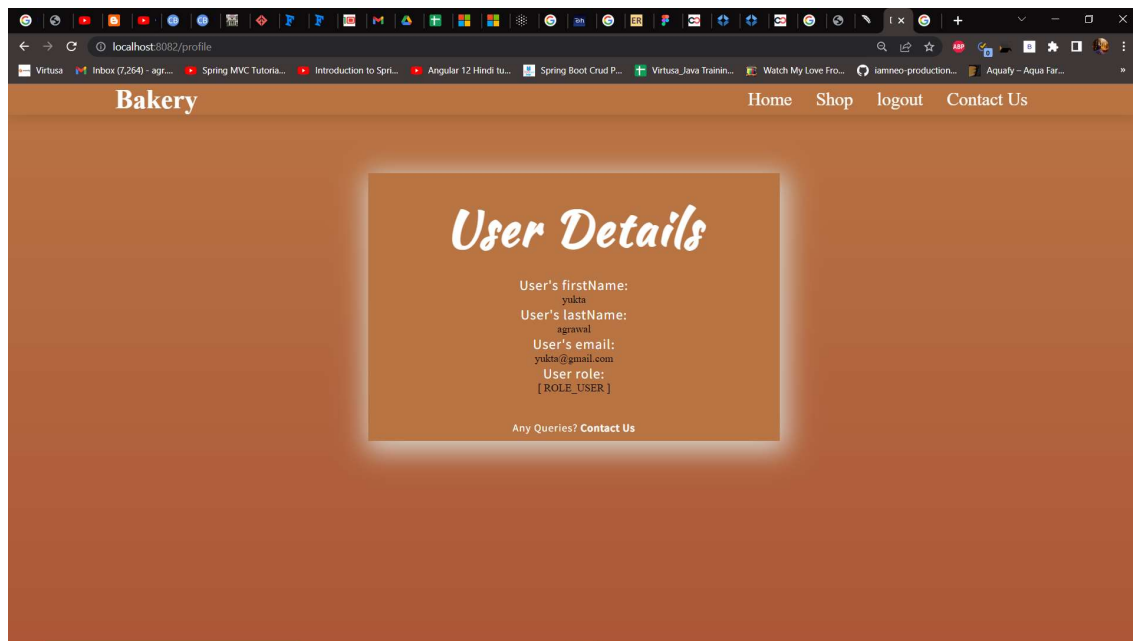 localhost:8082/profile
Virtusa
Inbox (7,264) - agr....
Spring MVC Tutoria...
Introduction to Spri...
Angular 12 Hindi tu...
Spring Boot Crud P...
Virtusa_Java Trainin...
Watch My Love Fro...
iamneo-production...
Aquafy – Aqua Far...
»
Bakery
Home
Shop
logout
Contact Us
User Details
User's firstName:
yukta
User's lastName:
agrawal
User's email:
yukta@gmail.com
User role:
[ ROLE_USER ]
Any Queries? Contact Us